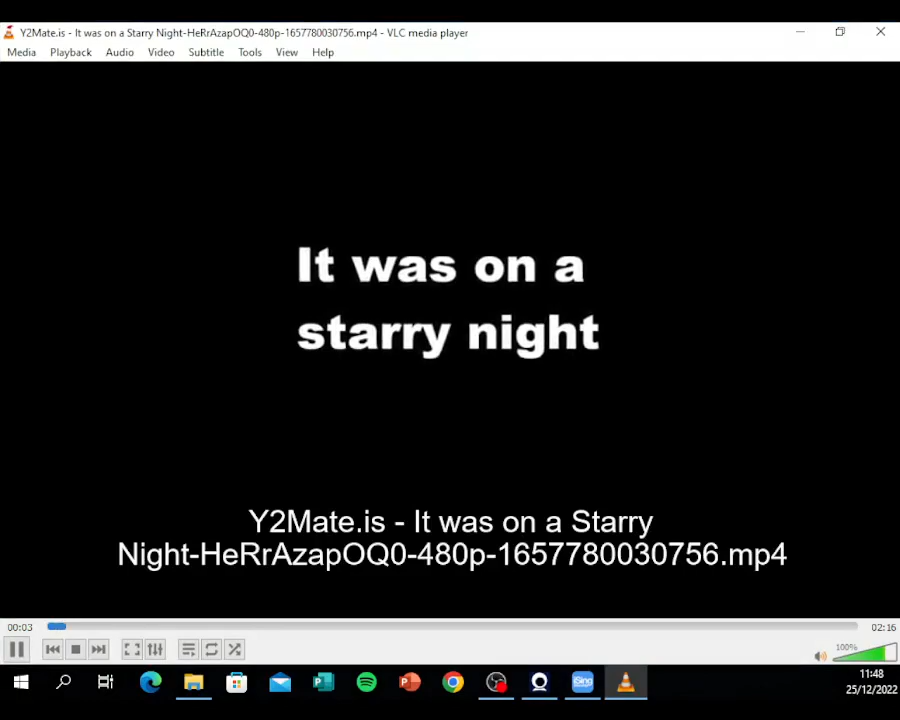 Y2Mate.is - It was on a Starry Night-HeRrAzapOQ0-480p-1657780030756.mp4 - VLC media player
Media Playback Audio Video Subtitle Tools View Help
It was on a
starry night
Y2Mate.is - It was on a Starry
Night-HeRrAzapOQ0-480p-1657780030756.mp4
00:03 02:16
100%
iSing
11:48
25/12/2022